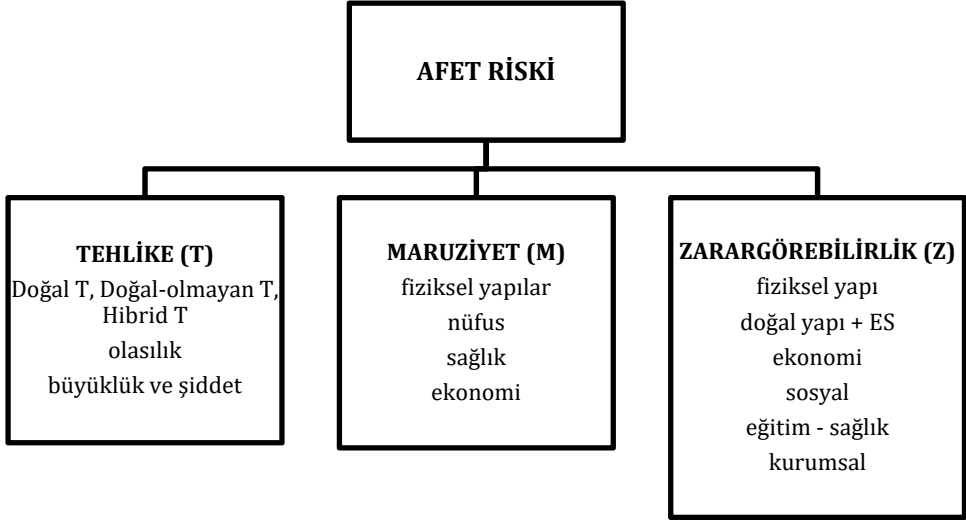 AFET RİSKİ
TEHLİKE (T)
Doğal T, Doğal-olmayan T,
Hibrid T
olasılık
büyüklük ve şiddet
MARUZİYET (M)
fiziksel yapılar
nüfus
sağlık
ekonomi
ZARARGÖREBİLİRLİK (Z)
fiziksel yapı
doğal yapı + ES
ekonomi
sosyal
eğitim - sağlık
kurumsal